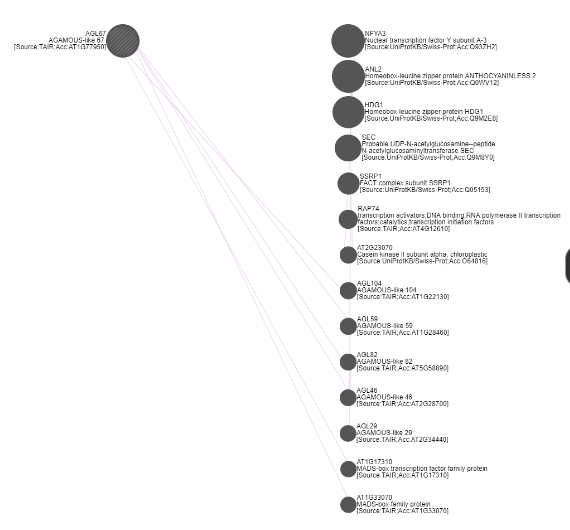 AGL67
AGAMOUS-like 67
[Source:TAIR;Acc:AT1G77950]
NFYA3
Nuclear transcription factor Y subunit A-3
[Source:UniProtKB/Swiss-Prot;Acc:Q93ZH2]
ANL2
Homeobox-leucine zipper protein ANTHOCYANINLESS 2
[Source:UniProtKB/Swiss-Prot;Acc:Q0WV12]
HDG1
Homeobox-leucine zipper protein HDG1
[Source:UniProtKB/Swiss-Prot;Acc:Q9M2E8]
SEC
Probable UDP-N-acetylglucosamine--peptide
N-acetylglucosaminyltransferase SEC
[Source:UniProtKB/Swiss-Prot;Acc:Q9M8Y0]
SSRP1
FACT complex subunit SSRP1
[Source:UniProtKB/Swiss-Prot;Acc:Q05153]
RAP74
transcription activators;DNA binding;RNA polymerase II transcription
factors;catalytics;transcription initiation factors
[Source:TAIR;Acc:AT4G12610]
AT2G23070
Casein kinase II subunit alpha, chloroplastic
[Source:UniProtKB/Swiss-Prot;Acc:O64816]
AGL104
AGAMOUS-like 104
[Source:TAIR;Acc:AT1G22130]
AGL59
AGAMOUS-like 59
[Source:TAIR;Acc:AT1G28460]
AGL82
AGAMOUS-like 82
[Source:TAIR;Acc:AT5G58890]
AGL46
AGAMOUS-like 46
[Source:TAIR;Acc:AT2G28700]
AGL29
AGAMOUS-like 29
[Source:TAIR;Acc:AT2G34440]
AT1G17310
MADS-box transcription factor family protein
[Source:TAIR;Acc:AT1G17310]
AT1G33070
MADS-box family protein
[Source:TAIR;Acc:AT1G33070]